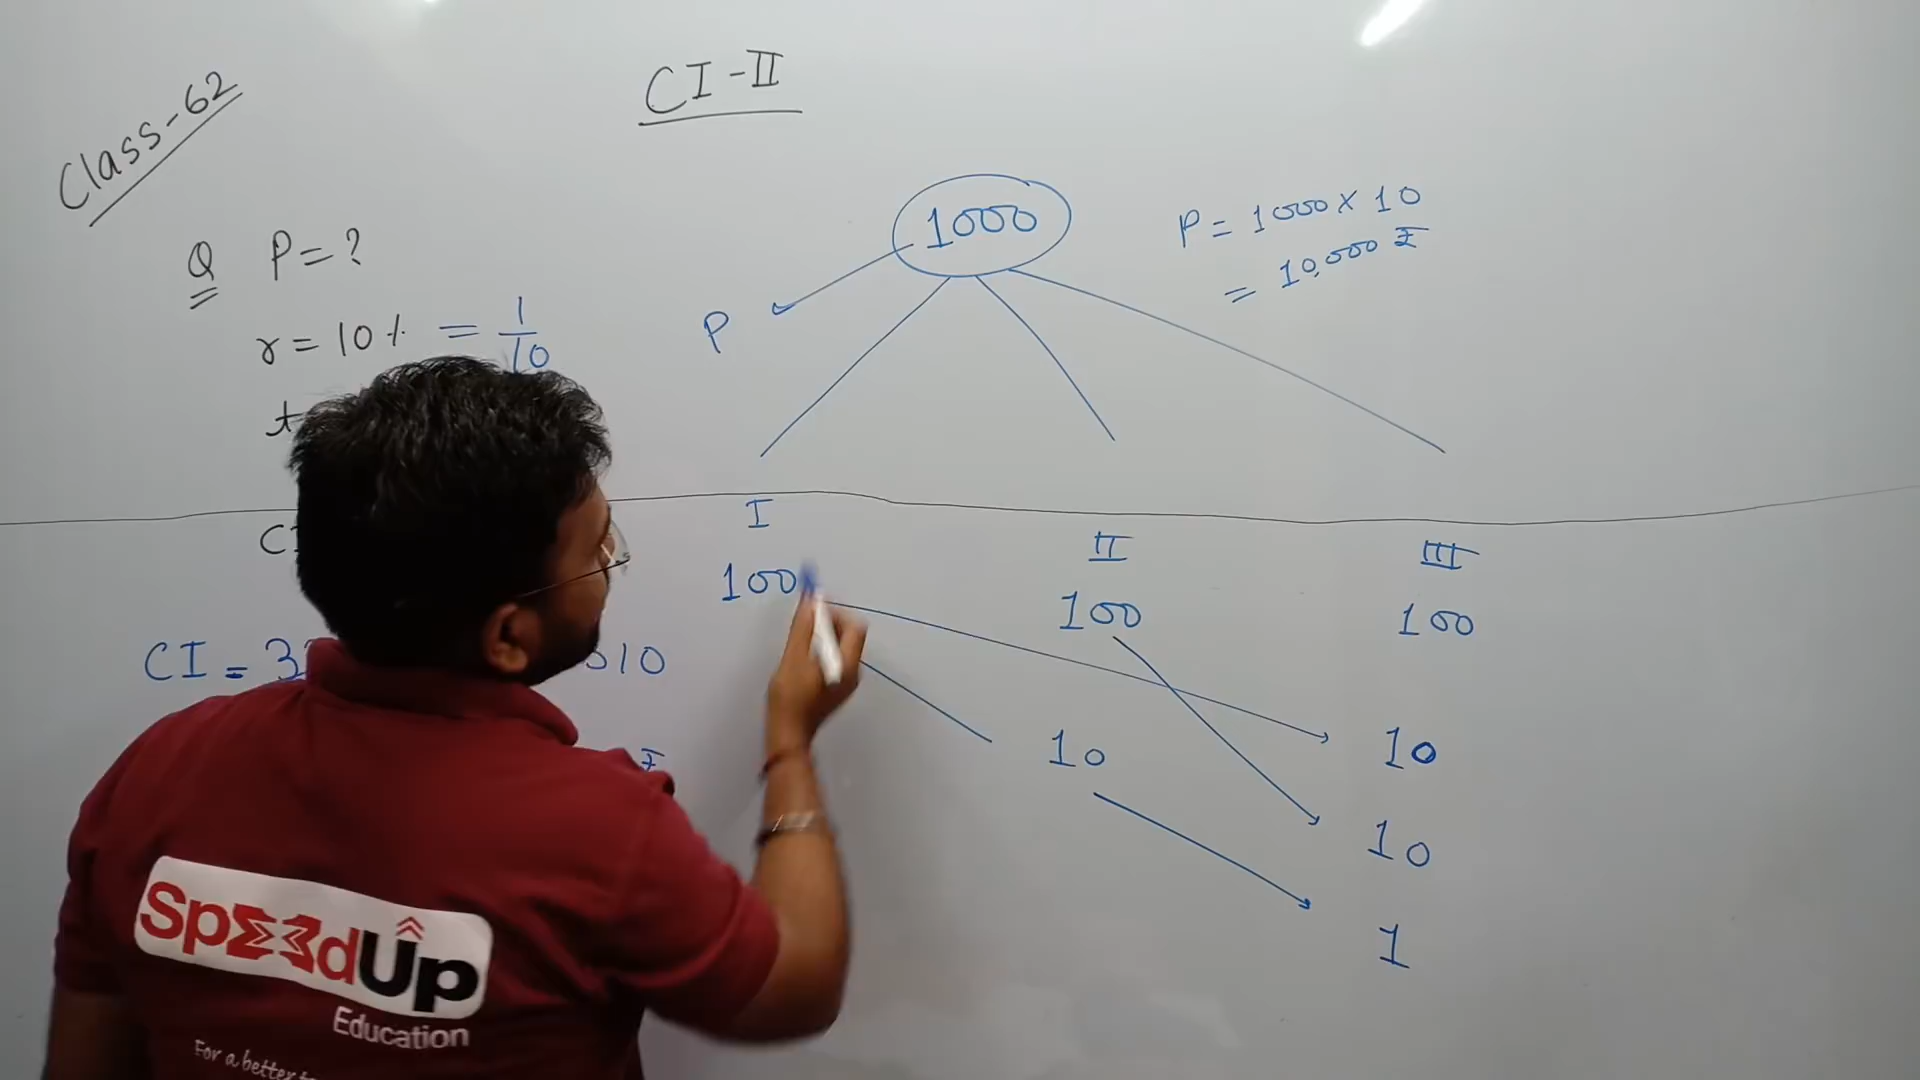 Class-62
CI-II
Q P=?
r = 10% = 1/10
t
1000
P
P = 1000 × 10
= 10,000 ₹
I
II
III
100
100
100
CI = 3
10
₹
10
10
10
1
SpeedUp
Education
For a better